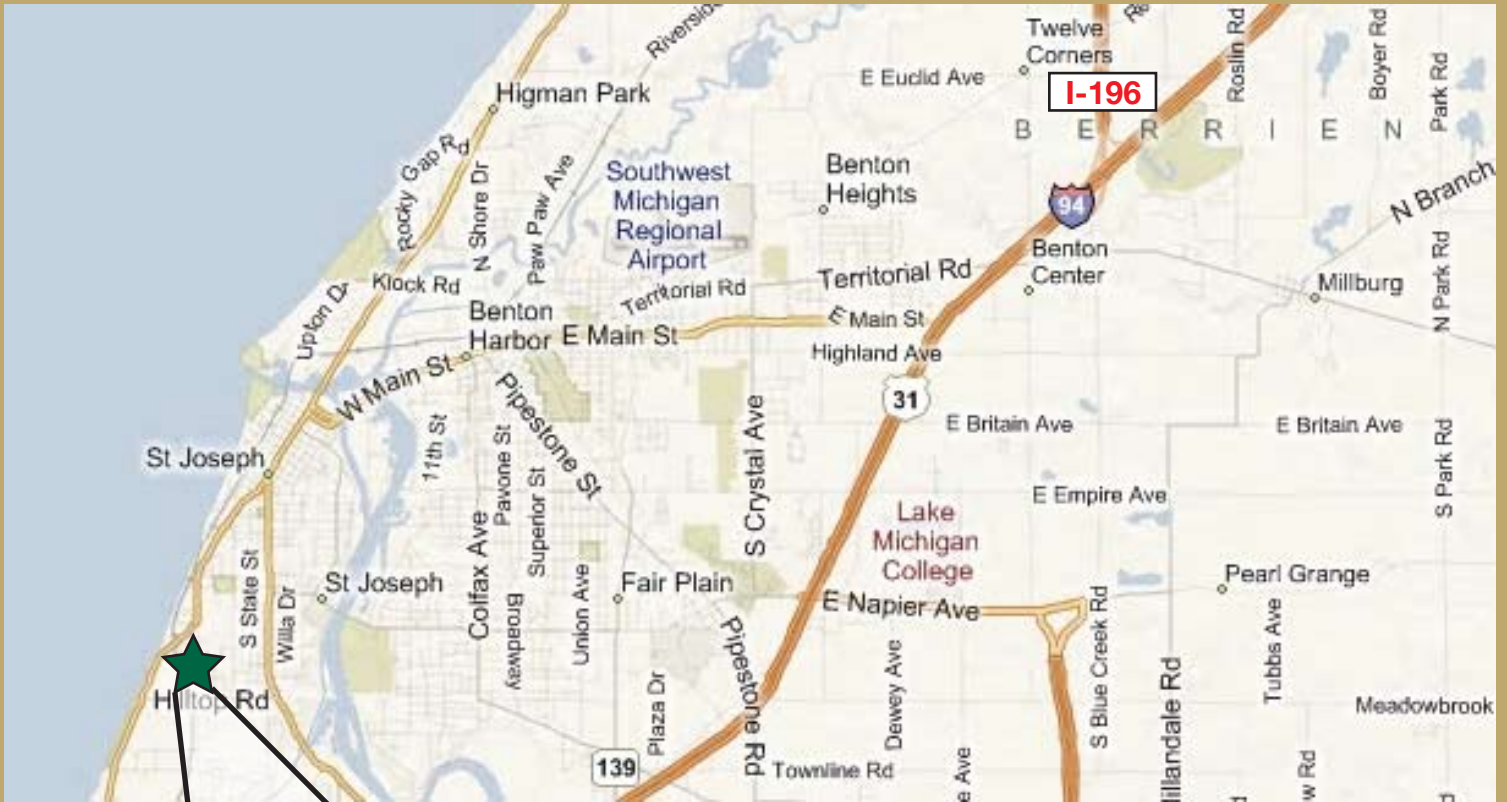 Twelve
Corners
Riverside
Re
E Euclid Ave
I-196
Roslin Rd
Boyer Rd
Park Rd
Higman Park
B E R R I E N
Rocky Gap Rd
N Shore Dr
Paw Paw Ave
Southwest
Michigan
Regional
Airport
Benton
Heights
94
N Branch
Benton
Center
Klock Rd
Territorial Rd
Territorial Rd
Millburg
N Park Rd
Upton Dr
Benton
Harbor
E Main St
E Main St
Highland Ave
W Main St
31
Pipestone St
E Britain Ave
E Britain Ave
St Joseph
11th St
Pavone St
Superior St
S Crystal Ave
S Park Rd
E Empire Ave
Lake
Michigan
College
Colfax Ave
S State St
Willa Dr
St Joseph
Broadway
Union Ave
Fair Plain
E Napier Ave
Pearl Grange
S Blue Creek Rd
Tubbs Ave
Hilltop Rd
Plaza Dr
Pipestone Rd
Dewey Ave
Meadowbrook
139
Townline Rd
e Ave
illandale Rd
w Rd
d
d